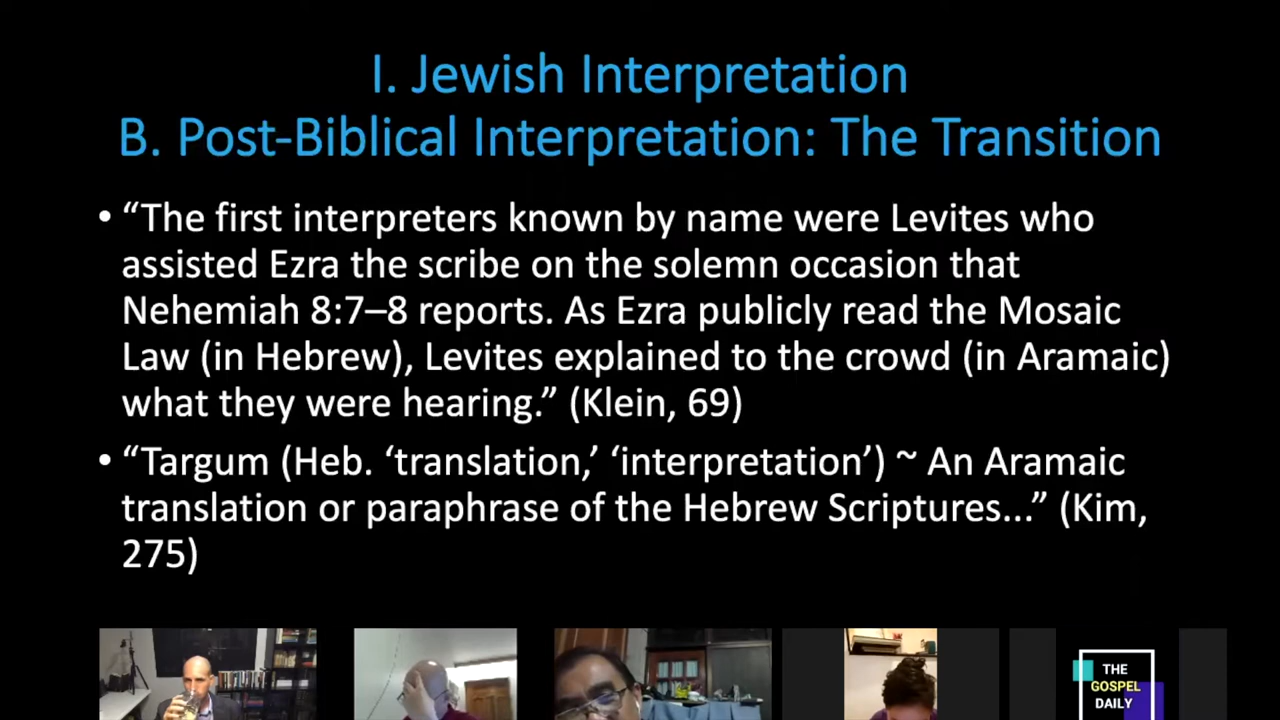 I. Jewish Interpretation
B. Post-Biblical Interpretation: The Transition
• “The first interpreters known by name were Levites who
assisted Ezra the scribe on the solemn occasion that
Nehemiah 8:7–8 reports. As Ezra publicly read the Mosaic
Law (in Hebrew), Levites explained to the crowd (in Aramaic)
what they were hearing.” (Klein, 69)
• “Targum (Heb. ‘translation,’ ‘interpretation’) ~ An Aramaic
translation or paraphrase of the Hebrew Scriptures...” (Kim,
275)
THE
GOSPEL
DAILY